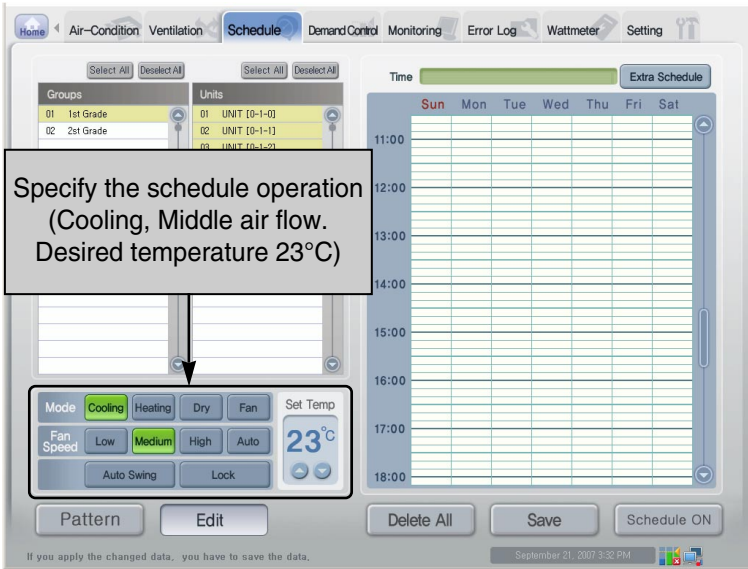 Home Air-Condition Ventilation Schedule Demand Control Monitoring Error Log Wattmeter Setting
Select All Deselect All Select All Deselect All
Groups Units
01 1st Grade 01 UNIT [0-1-0]
02 2st Grade 02 UNIT [0-1-1]
03 UNIT [0-1-2]
Specify the schedule operation
(Cooling, Middle air flow.
Desired temperature 23°C)
Mode Cooling Heating Dry Fan Set Temp
Fan Speed Low Medium High Auto 23°C
Auto Swing Lock
Pattern Edit
Time Extra Schedule
Sun Mon Tue Wed Thu Fri Sat
11:00
12:00
13:00
14:00
15:00
16:00
17:00
18:00
Delete All Save Schedule ON
If you apply the changed data, you have to save the data,
September 21, 2007 3:32 PM